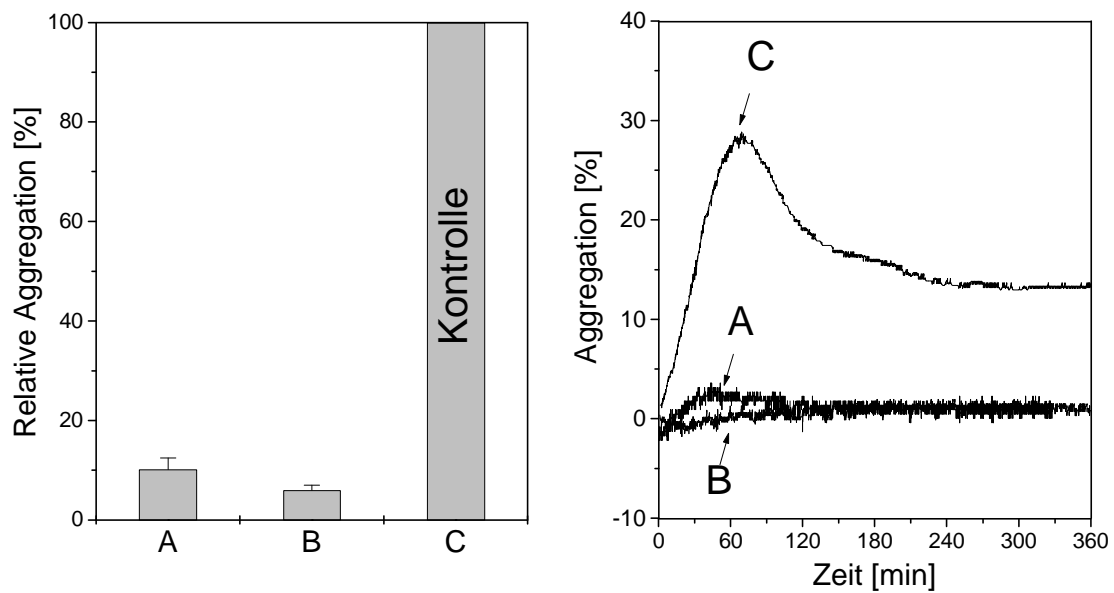 Relative Aggregation [%]
100
80
60
40
20
0
Kontrolle
A
B
C
Aggregation [%]
40
30
20
10
0
-10
C
A
B
0
60
120
180
240
300
360
Zeit [min]